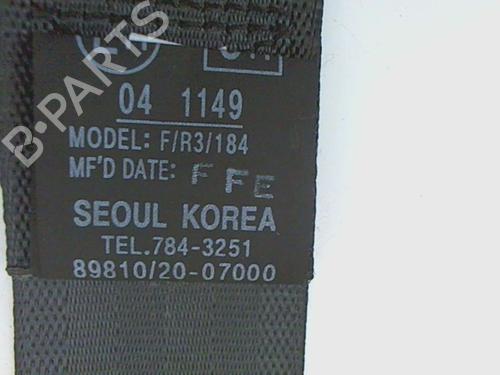 04 1149
MODEL: F/R3/184
MF'D DATE: F F E
SEOUL KOREA
TEL.784-3251
89810/20-07000
B-PARTS